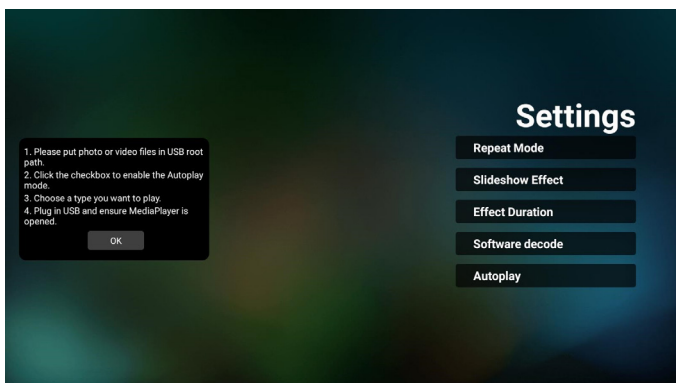 Settings
1. Please put photo or video files in USB root
path.
2. Click the checkbox to enable the Autoplay
mode.
3. Choose a type you want to play.
4. Plug in USB and ensure MediaPlayer is
opened.
OK
Repeat Mode
Slideshow Effect
Effect Duration
Software decode
Autoplay